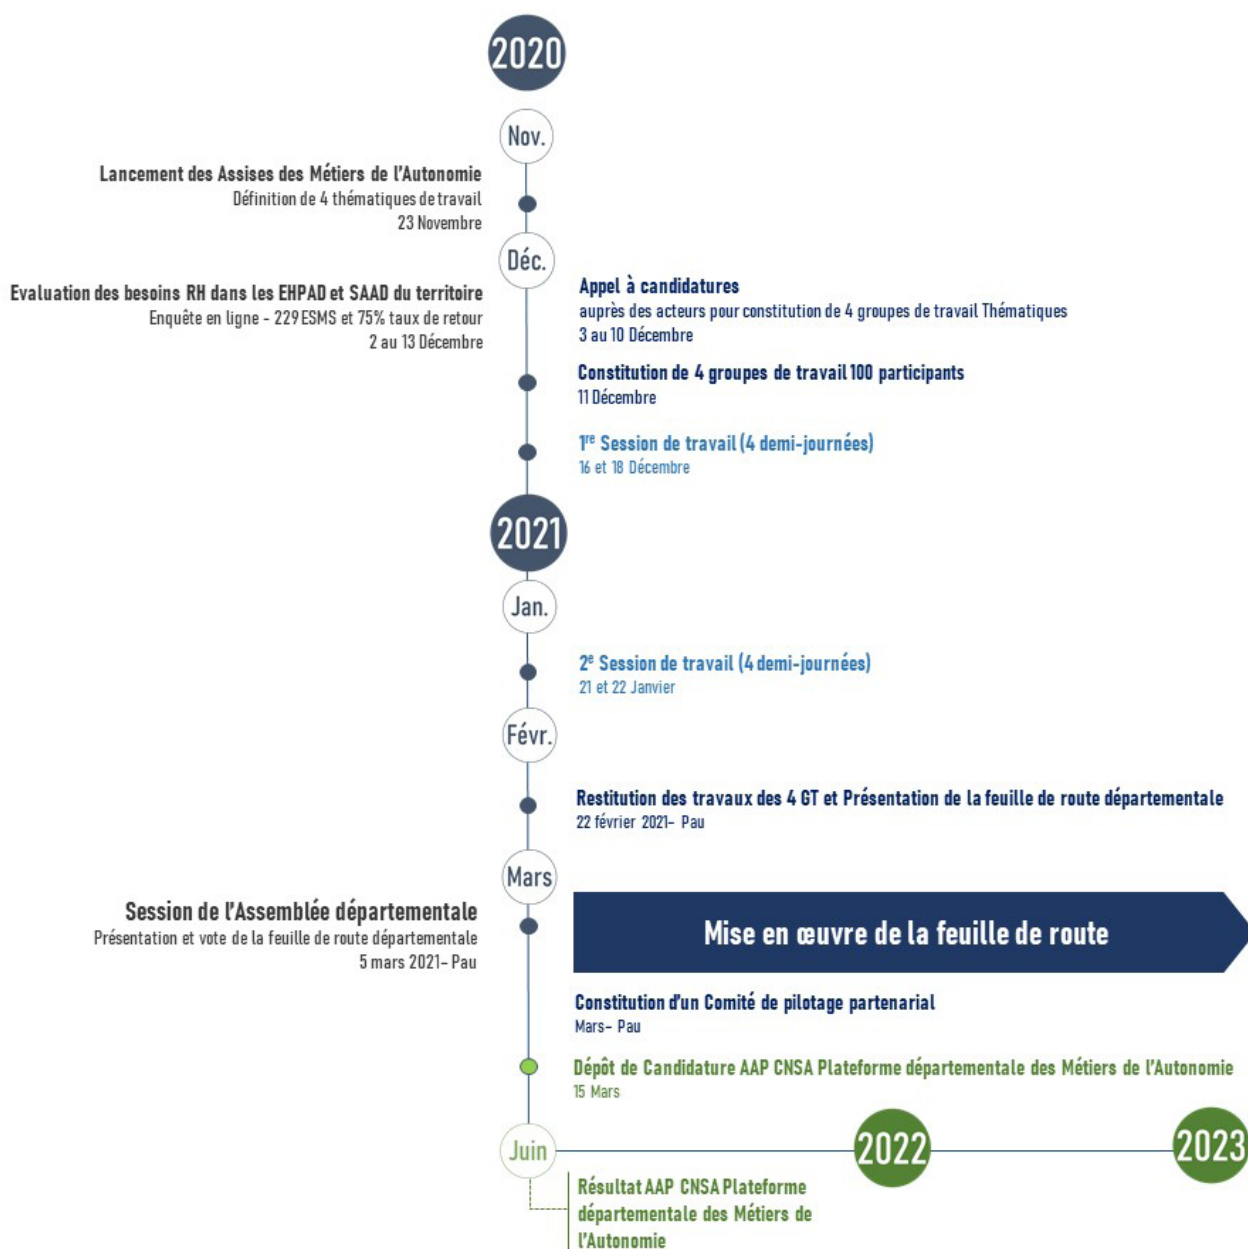 2020
Nov.
Lancement des Assises des Métiers de l'Autonomie
Définition de 4 thématiques de travail
23 Novembre
Déc.
Evaluation des besoins RH dans les EHPAD et SAAD du territoire
Enquête en ligne - 229 ESMS et 75% taux de retour
2 au 13 Décembre
Appel à candidatures
auprès des acteurs pour constitution de 4 groupes de travail Thématiques
3 au 10 Décembre
Constitution de 4 groupes de travail 100 participants
11 Décembre
1re Session de travail (4 demi-journées)
16 et 18 Décembre
2021
Jan.
2e Session de travail (4 demi-journées)
21 et 22 Janvier
Févr.
Restitution des travaux des 4 GT et Présentation de la feuille de route départementale
22 février 2021- Pau
Mars
Session de l'Assemblée départementale
Présentation et vote de la feuille de route départementale
5 mars 2021- Pau
Mise en œuvre de la feuille de route
Constitution d'un Comité de pilotage partenarial
Mars- Pau
Dépôt de Candidature AAP CNSA Plateforme départementale des Métiers de l'Autonomie
15 Mars
Juin
2022
2023
Résultat AAP CNSA Plateforme
départementale des Métiers de
l'Autonomie